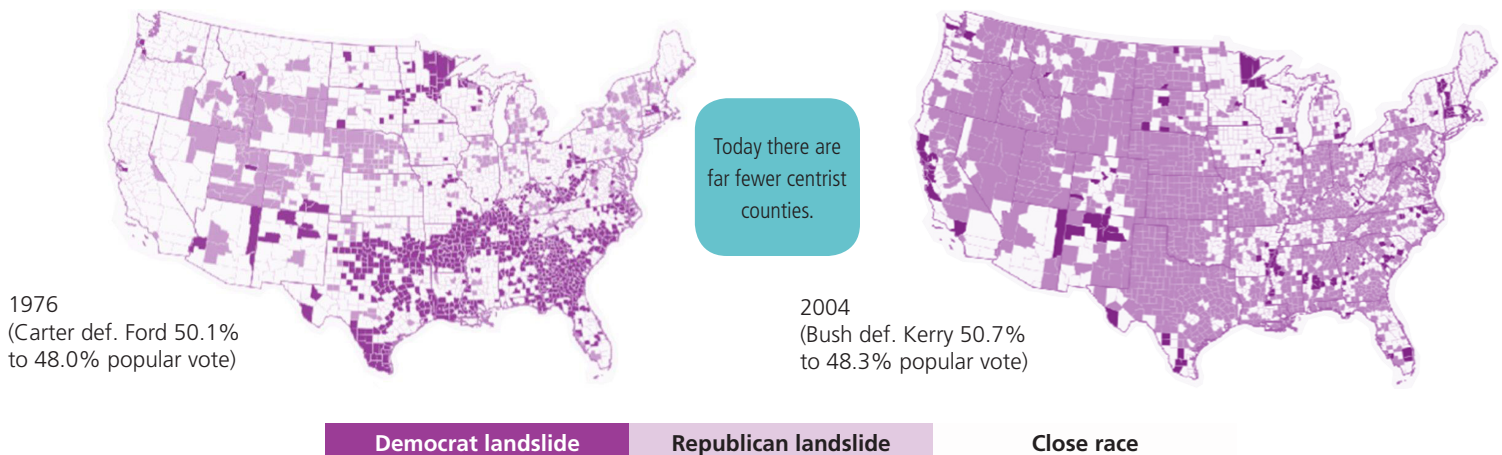 Today there are
far fewer centrist
counties.
1976
(Carter def. Ford 50.1%
to 48.0% popular vote)
2004
(Bush def. Kerry 50.7%
to 48.3% popular vote)
Democrat landslide
Republican landslide
Close race